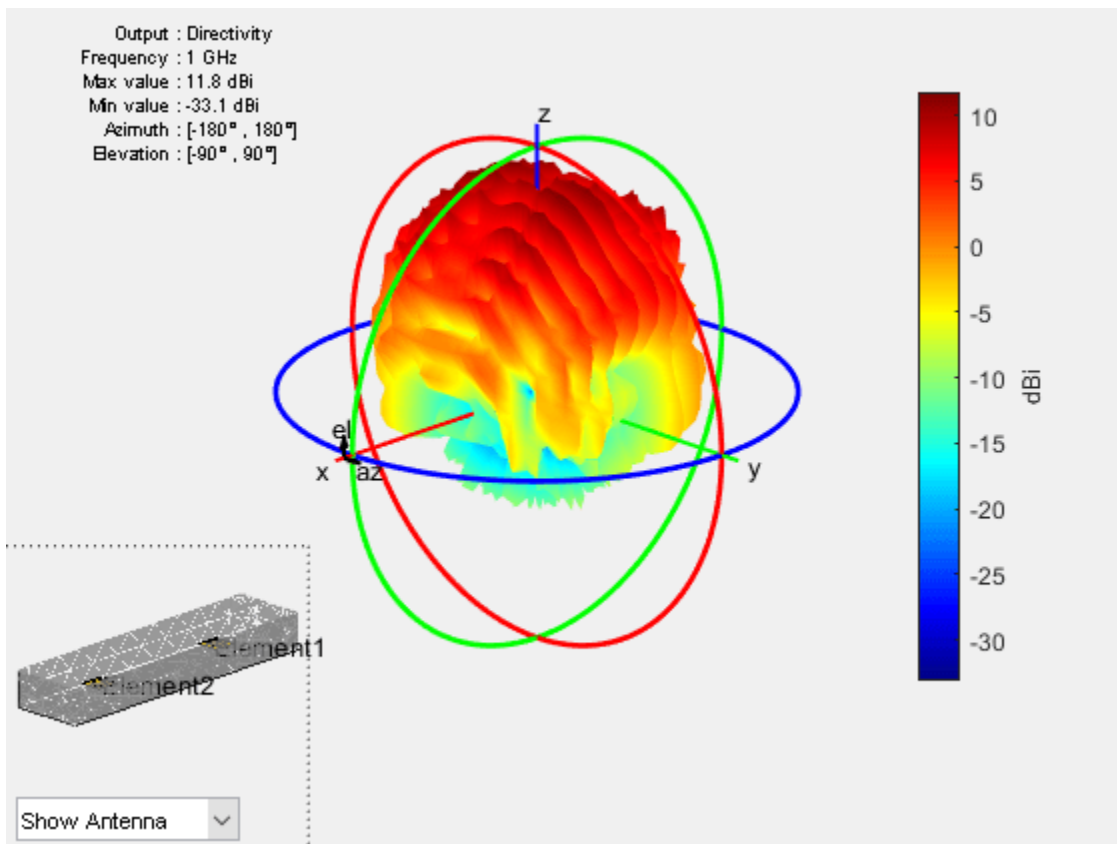 Output : Directivity
Frequency : 1 GHz
Max value : 11.8 dBi
Min value : -33.1 dBi
Azimuth : [-180° , 180°]
Elevation : [-90° , 90°]
z
el
x
az
y
10
5
0
-5
-10
-15
-20
-25
-30
dBi
Element1
Element2
Show Antenna